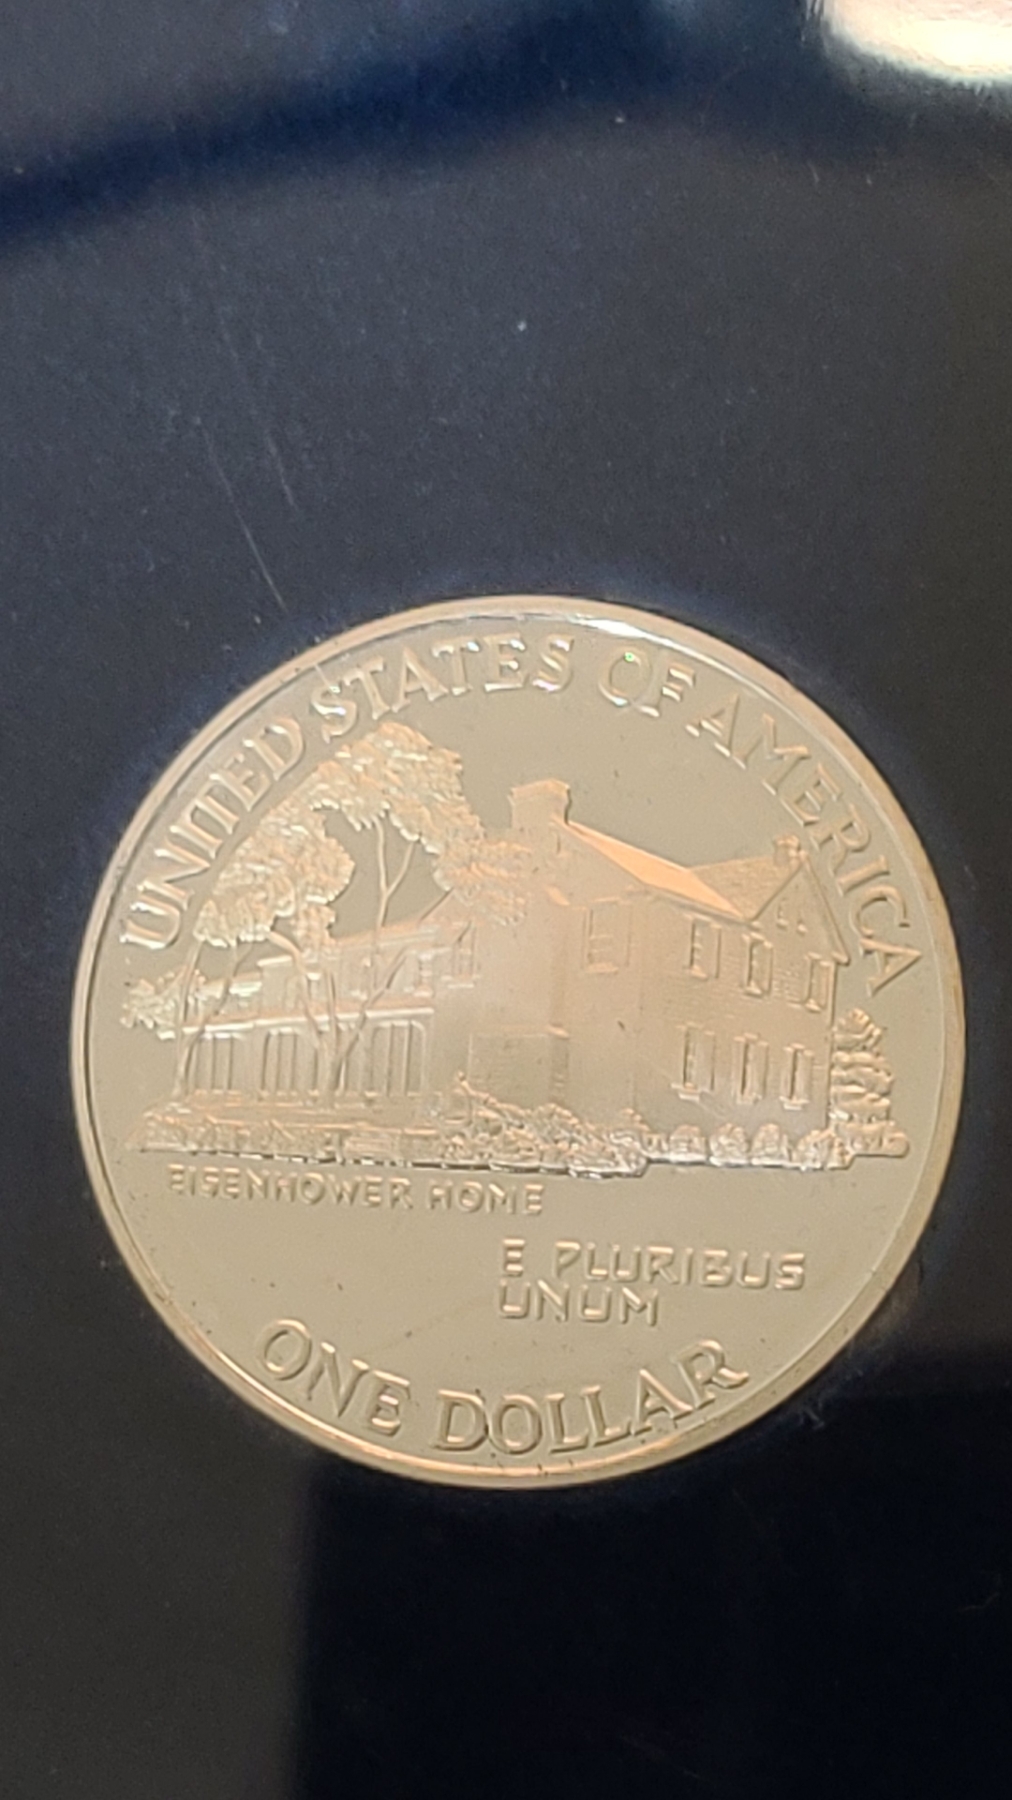 UNITED STATES OF AMERICA
EISENHOWER HOME
E PLURIBUS
UNUM
ONE DOLLAR